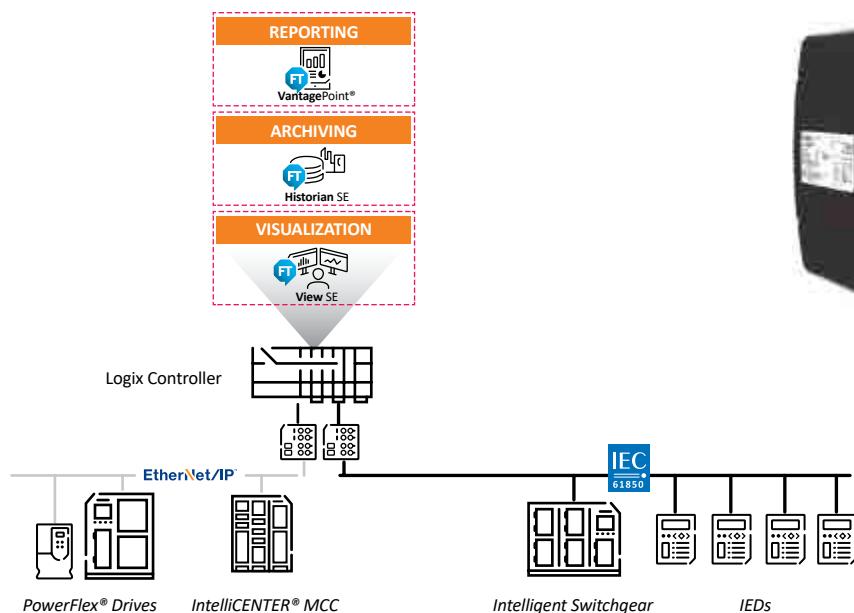 REPORTING
FT
VantagePoint®
ARCHIVING
FT
Historian SE
VISUALIZATION
FT
View SE
Logix Controller
EtherNet/IP
IEC
61850
PowerFlex® Drives
IntelliCENTER® MCC
Intelligent Switchgear
IEDs